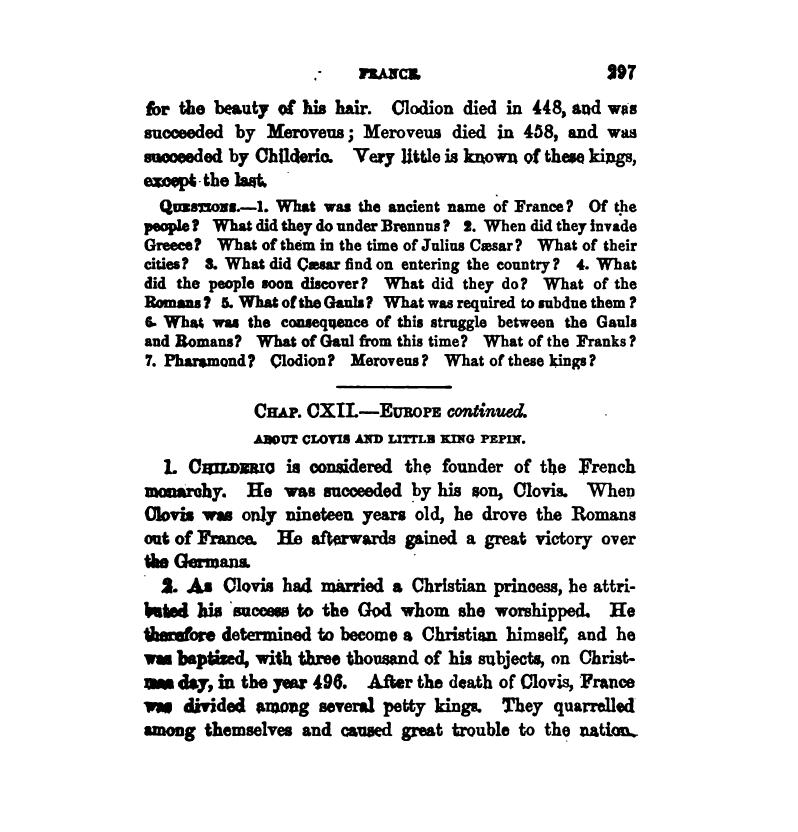 FRANCE. 297
for the beauty of his hair. Clodion died in 448, and was
succeeded by Meroveus; Meroveus died in 458, and was
succeeded by Childeric. Very little is known of these kings,
except the last.
QUESTIONS.—1. What was the ancient name of France? Of the
people? What did they do under Brennus? 2. When did they invade
Greece? What of them in the time of Julius Cæsar? What of their
cities? 3. What did Cæsar find on entering the country? 4. What
did the people soon discover? What did they do? What of the
Romans? 5. What of the Gauls? What was required to subdue them?
6. What was the consequence of this struggle between the Gauls
and Romans? What of Gaul from this time? What of the Franks?
7. Pharamond? Clodion? Meroveus? What of these kings?
CHAP. CXII.—EUROPE continued.
ABOUT CLOVIS AND LITTLE KING PEPIN.
1. CHILDERIC is considered the founder of the French
monarchy. He was succeeded by his son, Clovis. When
Clovis was only nineteen years old, he drove the Romans
out of France. He afterwards gained a great victory over
the Germans.
2. As Clovis had married a Christian princess, he attri-
buted his success to the God whom she worshipped. He
therefore determined to become a Christian himself, and he
was baptized, with three thousand of his subjects, on Christ-
mas day, in the year 496. After the death of Clovis, France
was divided among several petty kings. They quarrelled
among themselves and caused great trouble to the nation.